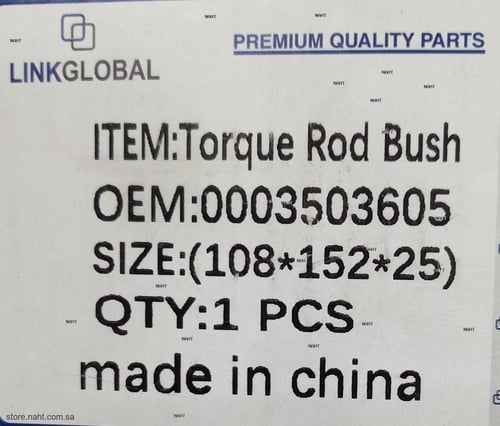 LINKGLOBAL
PREMIUM QUALITY PARTS
ITEM:Torque Rod Bush
OEM:0003503605
SIZE:(108*152*25)
QTY:1 PCS
made in china
store.naht.com.sa